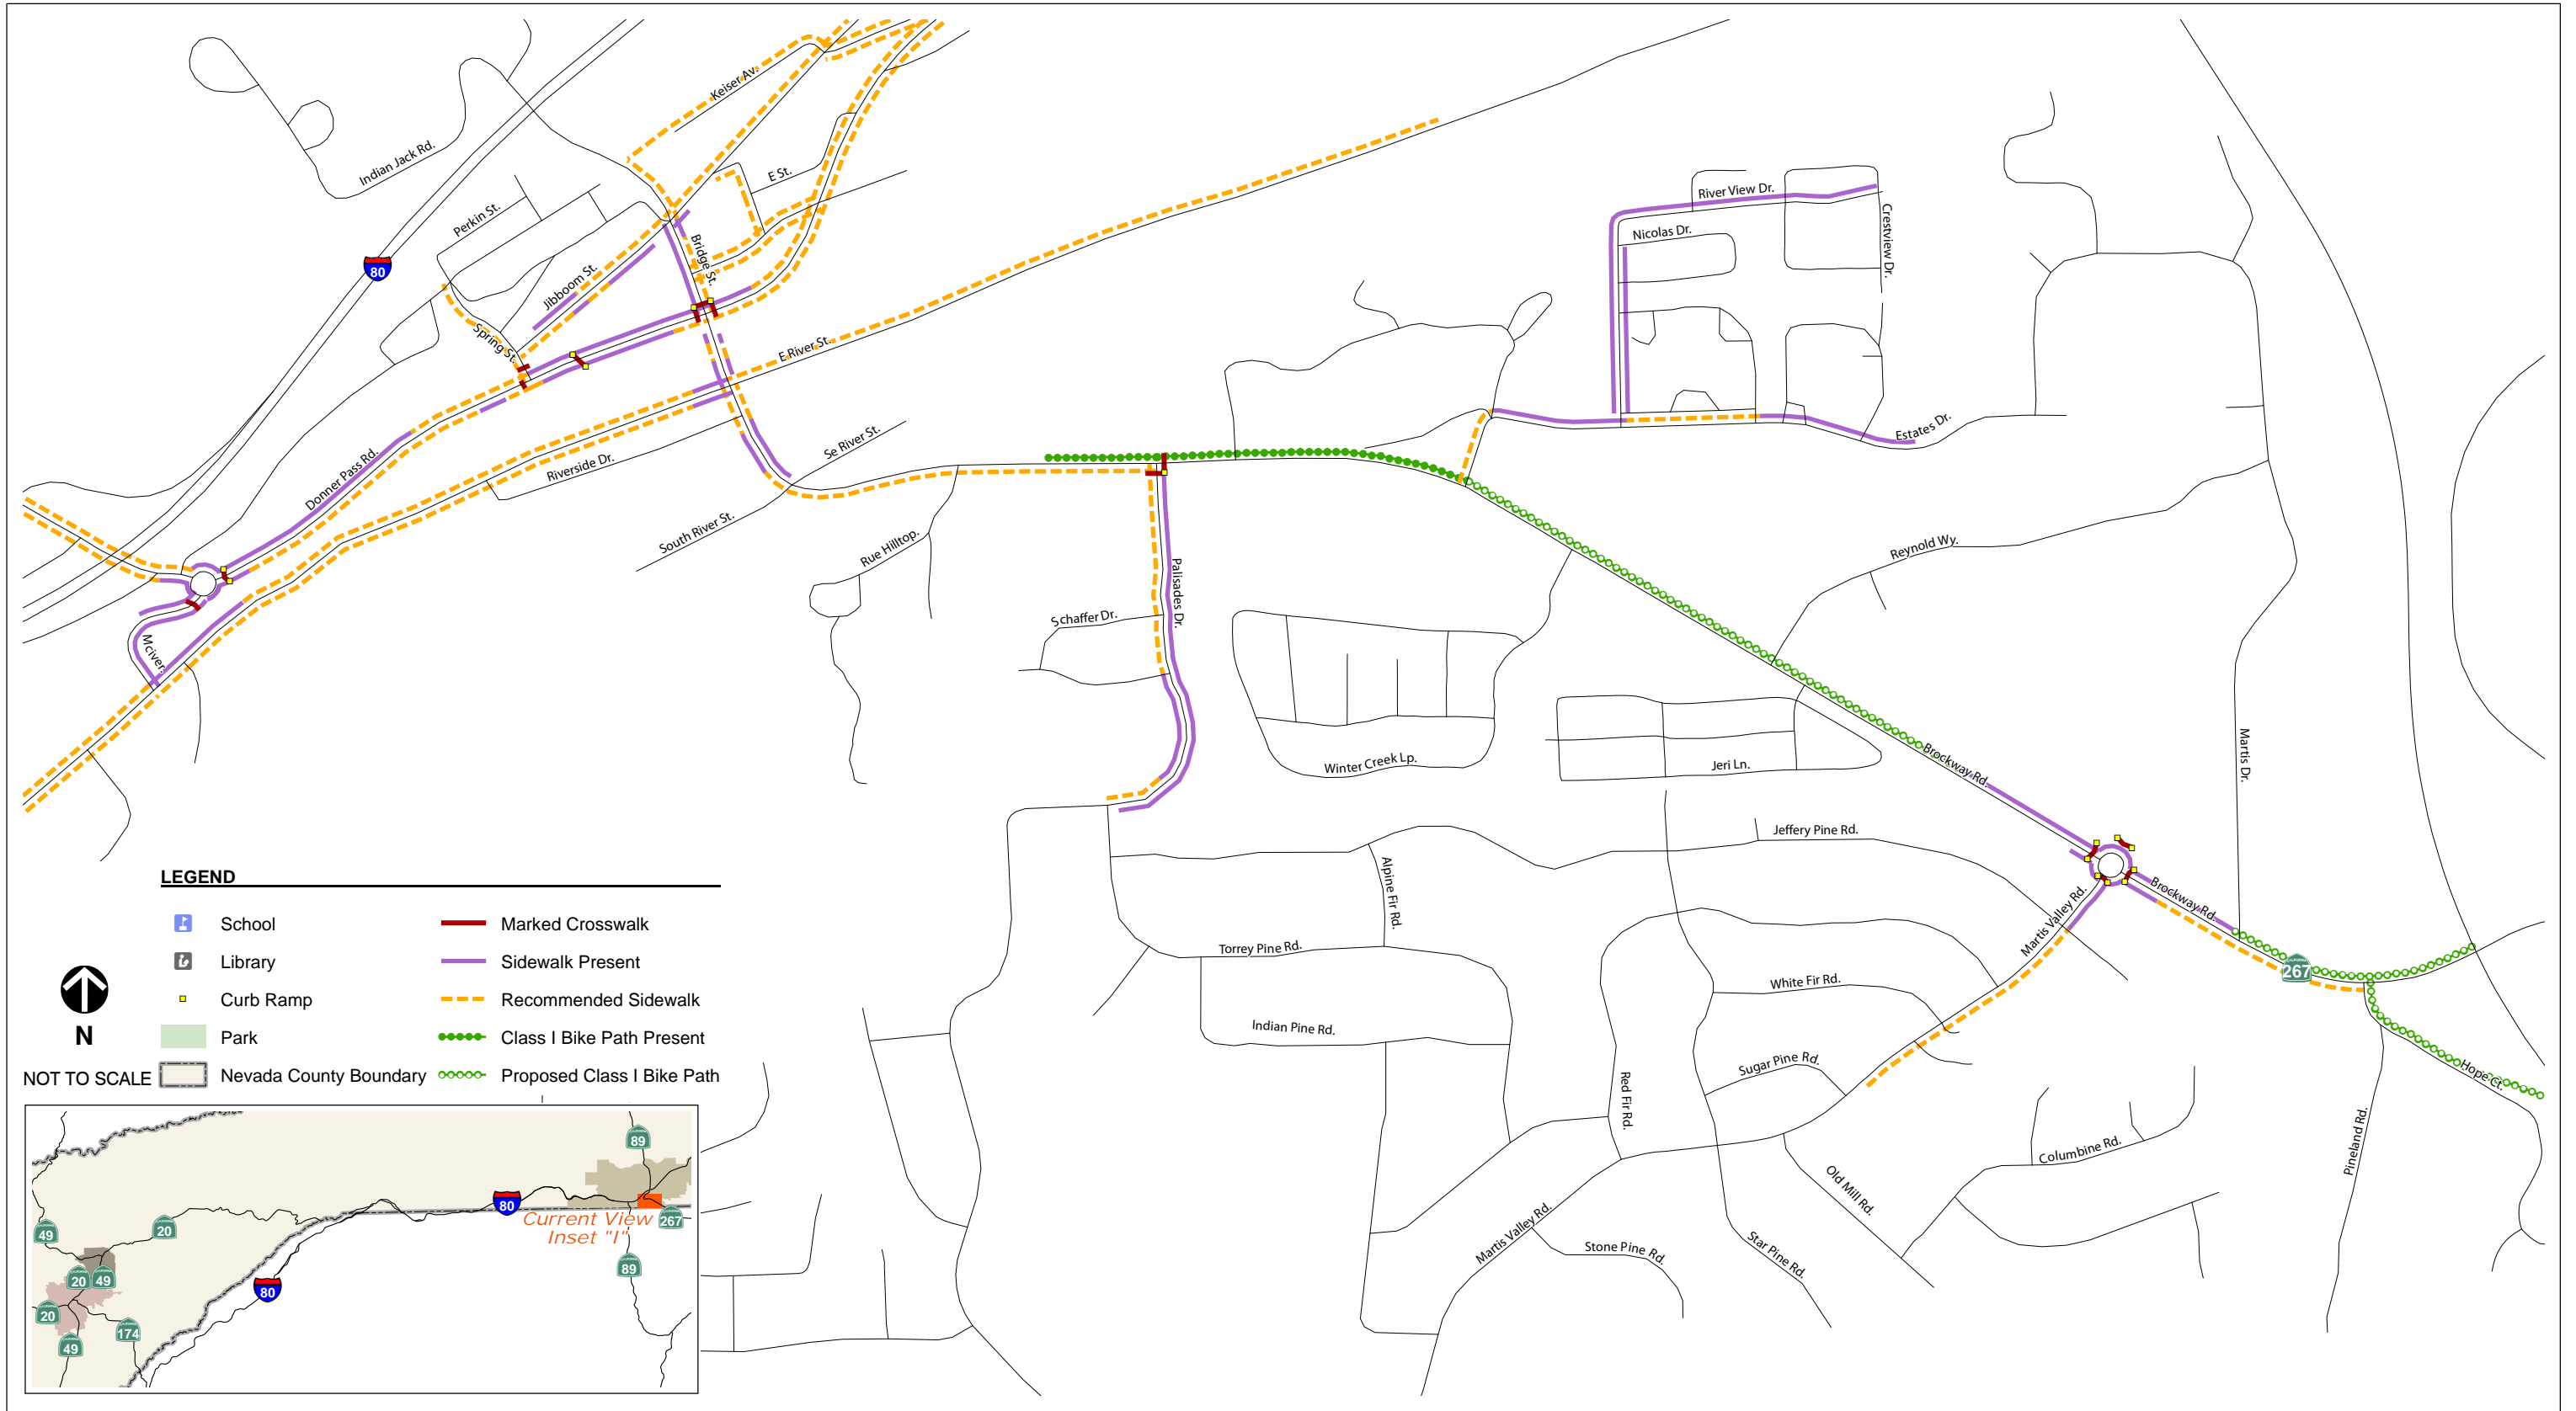 Keiser Av.
Indian Jack Rd.
E St.
Perkin St.
Bridge St.
80
Jibboom St.
Spring St.
E River St.
River View Dr.
Crestview Dr.
Nicolas Dr.
Estates Dr.
Se River St.
Riverside Dr.
Donner Pass Rd.
South River St.
Rue Hilltop.
Mciver.
Palisades Dr.
Schaffer Dr.
Reynold Wy.
Winter Creek Lp.
Jeri Ln.
Brockway Rd.
Martis Dr.
Jeffery Pine Rd.
Alpine Fir Rd.
Brockway Rd.
Martis Valley Rd.
Torrey Pine Rd.
267
White Fir Rd.
Indian Pine Rd.
Sugar Pine Rd.
Red Fir Rd.
Hope Ct.
Pineland Rd.
Columbine Rd.
Old Mill Rd.
Martis Valley Rd.
Stone Pine Rd.
Star Pine Rd.
LEGEND
School
Library
Curb Ramp
Park
Nevada County Boundary
Marked Crosswalk
Sidewalk Present
Recommended Sidewalk
Class I Bike Path Present
Proposed Class I Bike Path
N
NOT TO SCALE
89
80
Current View
Inset "I"
267
49
20
20
49
89
80
20
174
49